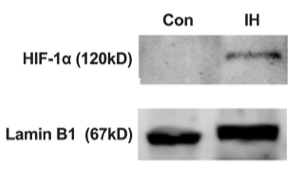 Con IH
HIF-1α (120kD)
Lamin B1 (67kD)